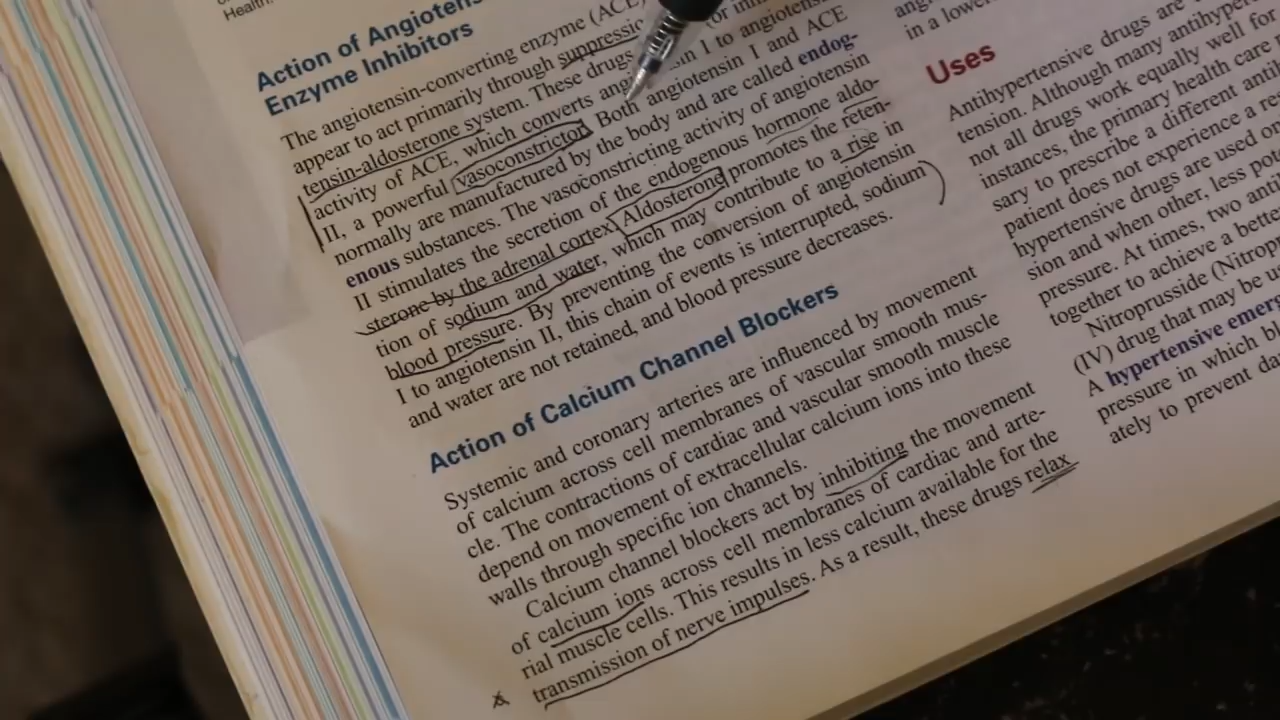 Health.
Action of Angiotens
Enzyme Inhibitors
The angiotensin-converting enzyme (ACE)
appear to act primarily through suppressio
tensin-aldosterone system. These drugs (or inhi
activity of ACE, which converts ang sin I to angiotens
II, a powerful vasoconstrictor. Both angiotensin I and ACE
normally are manufactured by the body and are called endog-
enous substances. The vasoconstricting activity of angiotensin
II stimulates the secretion of the endogenous hormone aldo-
sterone by the adrenal cortex. Aldosterone promotes the reten-
tion of sodium and water, which may contribute to a rise in
blood pressure. By preventing the conversion of angiotensin
I to angiotensin II, this chain of events is interrupted, sodium
and water are not retained, and blood pressure decreases.
Action of Calcium Channel Blockers
Systemic and coronary arteries are influenced by movement
of calcium across cell membranes of vascular smooth mus-
cle. The contractions of cardiac and vascular smooth muscle
depend on movement of extracellular calcium ions into these
walls through specific ion channels.
Calcium channel blockers act by inhibiting the movement
of calcium ions across cell membranes of cardiac and arte-
rial muscle cells. This results in less calcium available for the
transmission of nerve impulses. As a result, these drugs relax
in a lower
Uses
Antihypertensive drugs are
tension. Although many antihyper
not all drugs work equally well for
instances, the primary health care
sary to prescribe a different antih
patient does not experience a re
hypertensive drugs are used on
sion and when other, less pote
pressure. At times, two anti
together to achieve a bette
Nitroprusside (Nitrop
(IV) drug that may be u
A hypertensive emerg
pressure in which bl
ately to prevent da